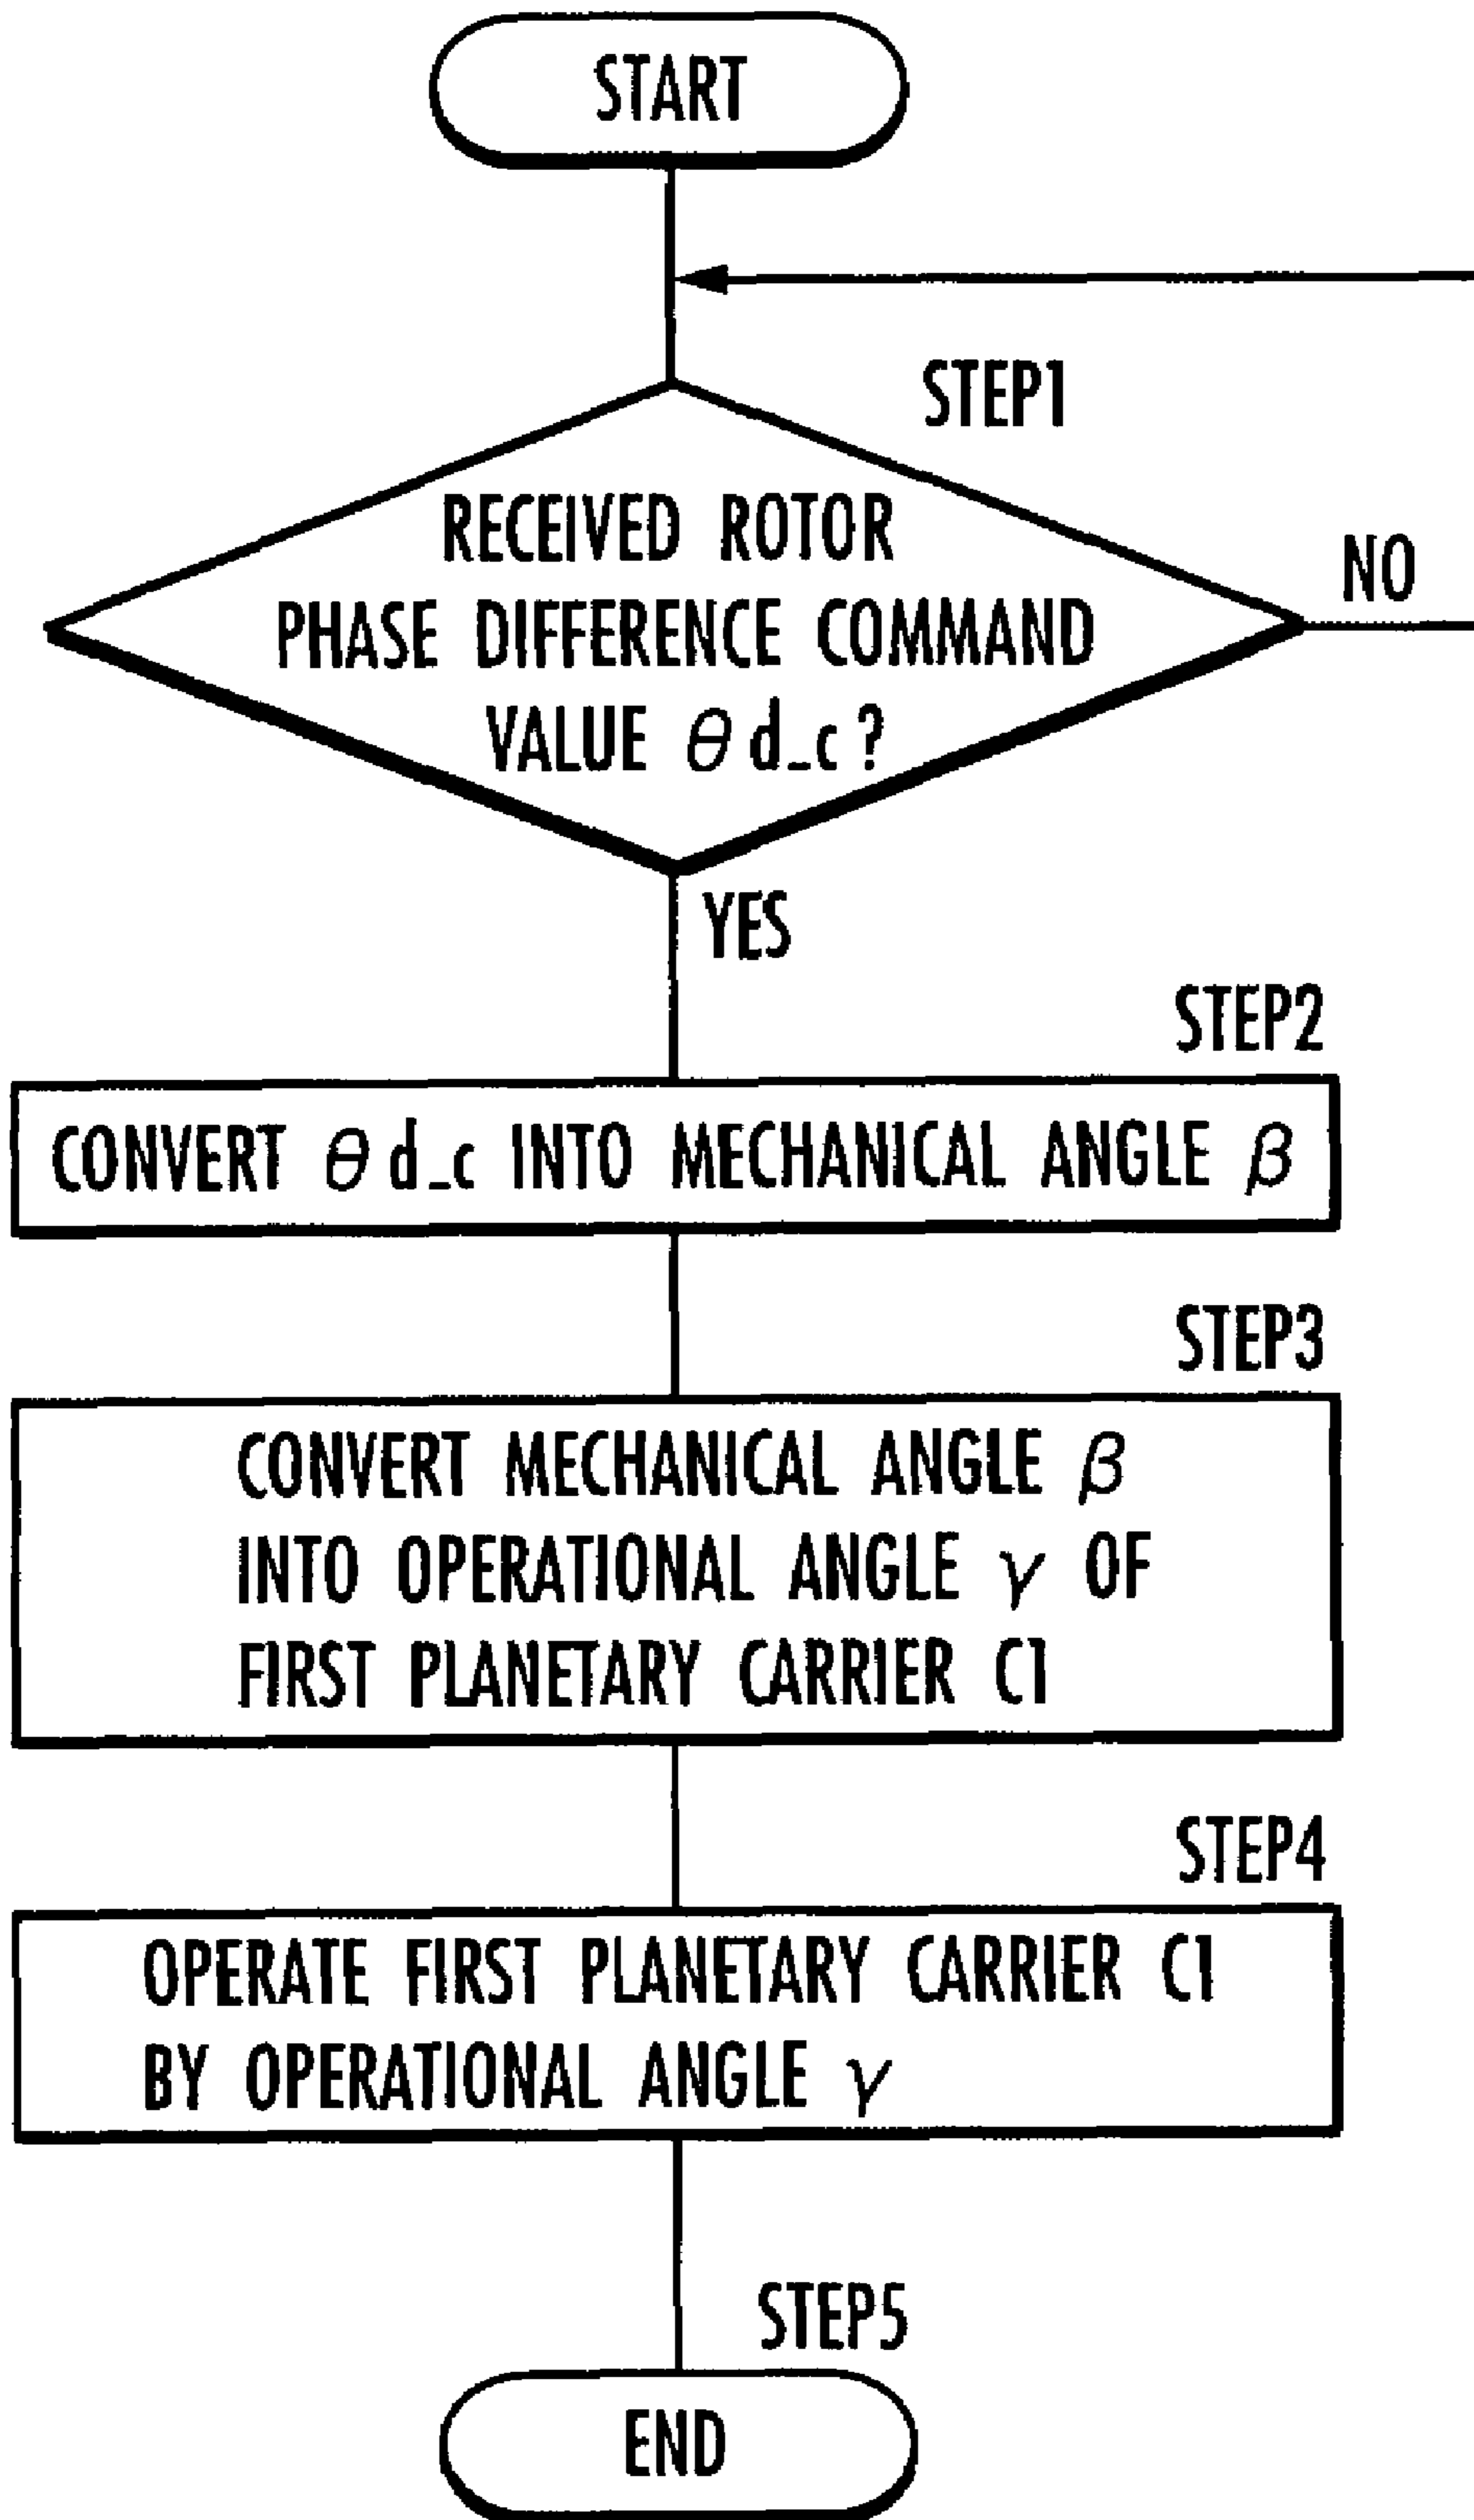 START
STEP1
RECEIVED ROTOR
PHASE DIFFERENCE COMMAND
VALUE θd_c?
NO
YES
STEP2
CONVERT θd_c INTO MECHANICAL ANGLE β
STEP3
CONVERT MECHANICAL ANGLE β
INTO OPERATIONAL ANGLE γ OF
FIRST PLANETARY CARRIER C1
STEP4
OPERATE FIRST PLANETARY CARRIER C1
BY OPERATIONAL ANGLE γ
STEP5
END